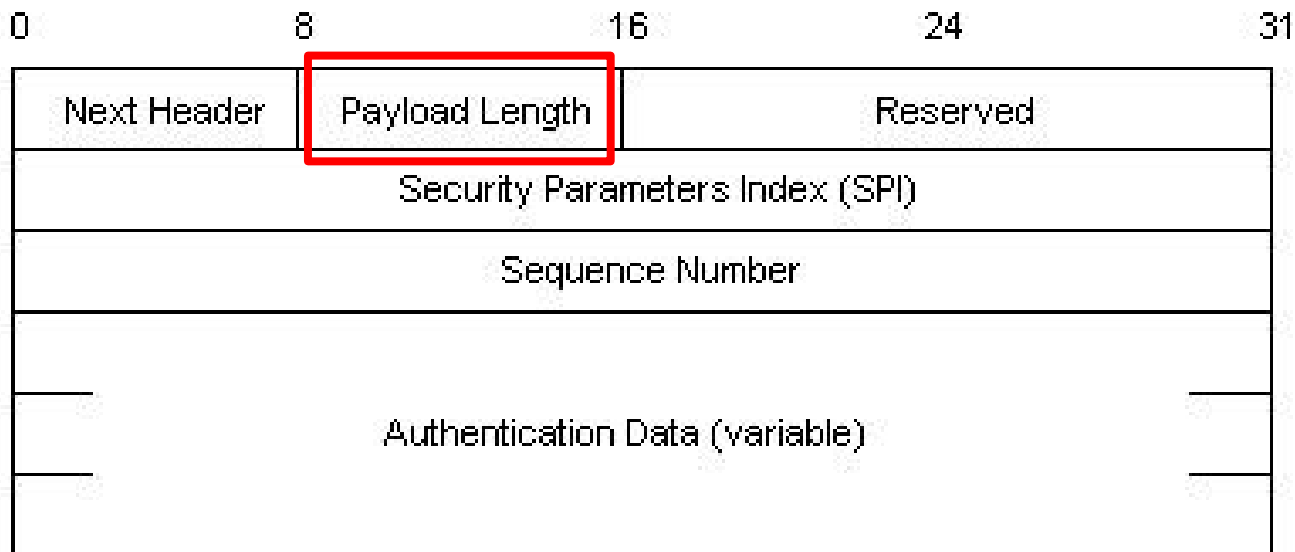 0 8 16 24 31
Next Header Payload Length Reserved
Security Parameters Index (SPI)
Sequence Number
Authentication Data (variable)